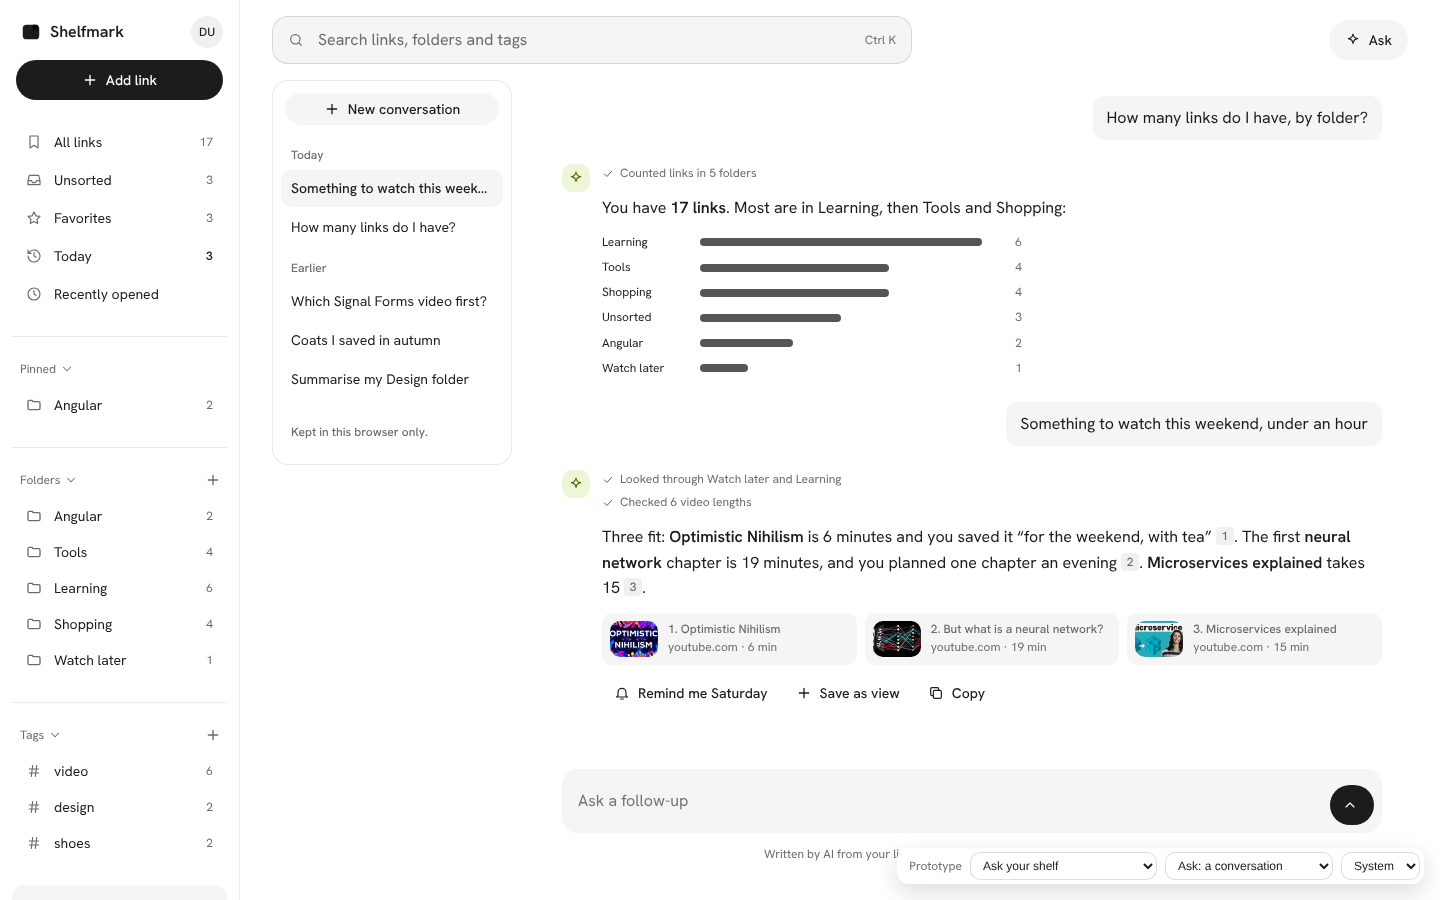 Shelfmark
DU
Add link
All links 17
Unsorted 3
Favorites 3
Today 3
Recently opened
Pinned
Angular 2
Folders
Angular 2
Tools 4
Learning 6
Shopping 4
Watch later 1
Tags
# video 6
# design 2
# shoes 2
Search links, folders and tags Ctrl K
Ask
New conversation
Today
Something to watch this week...
How many links do I have?
Earlier
Which Signal Forms video first?
Coats I saved in autumn
Summarise my Design folder
Kept in this browser only.
How many links do I have, by folder?
Counted links in 5 folders
You have 17 links. Most are in Learning, then Tools and Shopping:
Learning 6
Tools 4
Shopping 4
Unsorted 3
Angular 2
Watch later 1
Something to watch this weekend, under an hour
Looked through Watch later and Learning
Checked 6 video lengths
Three fit: Optimistic Nihilism is 6 minutes and you saved it “for the weekend, with tea” 1. The first neural
network chapter is 19 minutes, and you planned one chapter an evening 2. Microservices explained takes
15 3.
OPTIMISTIC
NIHILISM
1. Optimistic Nihilism
youtube.com · 6 min
2. But what is a neural network?
youtube.com · 19 min
3. Microservices explained
youtube.com · 15 min
Remind me Saturday
Save as view
Copy
Ask a follow-up
Written by AI from your
Prototype Ask your shelf Ask: a conversation System